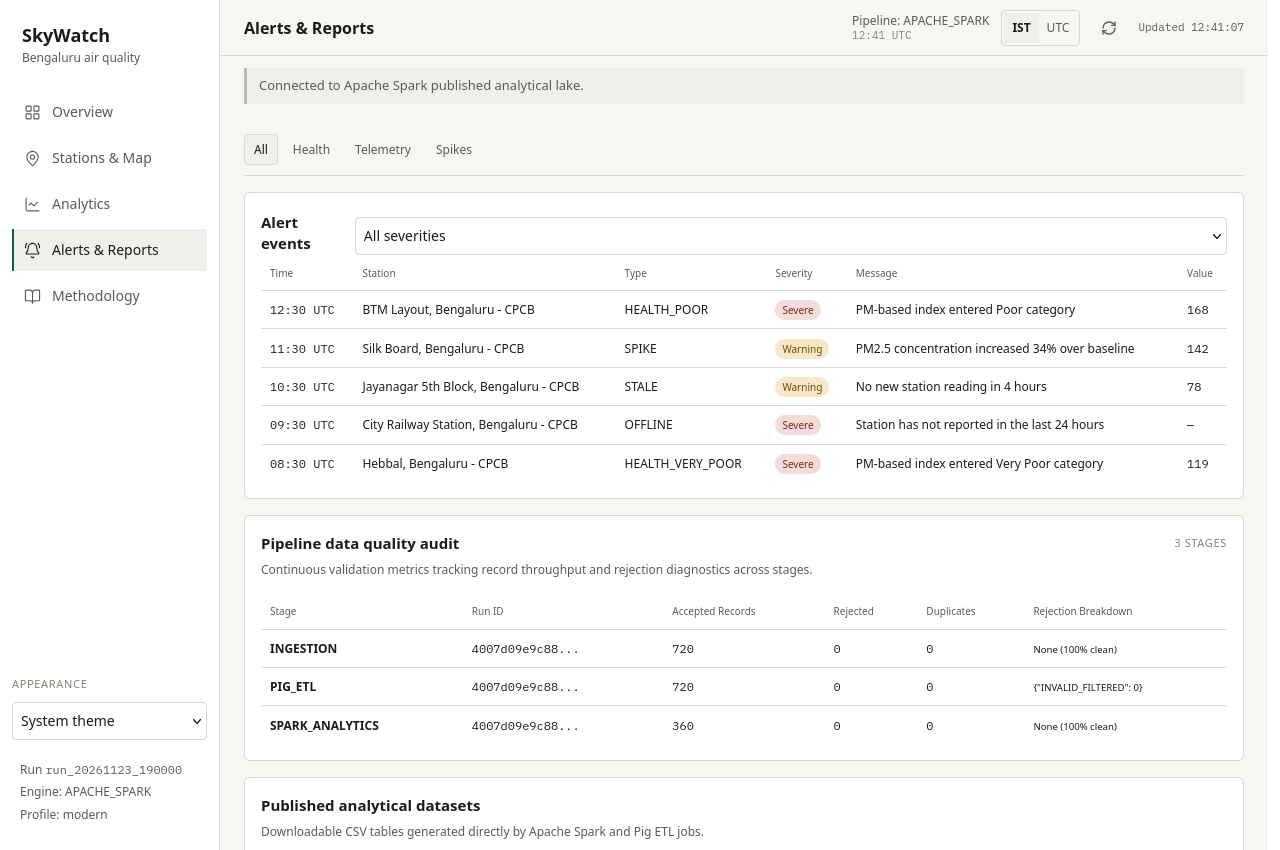 SkyWatch
Bengaluru air quality
Overview
Stations & Map
Analytics
Alerts & Reports
Methodology
APPEARANCE
System theme
Run run_20261123_190000
Engine: APACHE_SPARK
Profile: modern
Alerts & Reports
Pipeline: APACHE_SPARK
12:41 UTC
IST UTC
Updated 12:41:07
Connected to Apache Spark published analytical lake.
All Health Telemetry Spikes
Alert events
All severities
Time Station Type Severity Message Value
12:30 UTC BTM Layout, Bengaluru - CPCB HEALTH_POOR Severe PM-based index entered Poor category 168
11:30 UTC Silk Board, Bengaluru - CPCB SPIKE Warning PM2.5 concentration increased 34% over baseline 142
10:30 UTC Jayanagar 5th Block, Bengaluru - CPCB STALE Warning No new station reading in 4 hours 78
09:30 UTC City Railway Station, Bengaluru - CPCB OFFLINE Severe Station has not reported in the last 24 hours —
08:30 UTC Hebbal, Bengaluru - CPCB HEALTH_VERY_POOR Severe PM-based index entered Very Poor category 119
Pipeline data quality audit
3 STAGES
Continuous validation metrics tracking record throughput and rejection diagnostics across stages.
Stage Run ID Accepted Records Rejected Duplicates Rejection Breakdown
INGESTION 4007d09e9c88... 720 0 0 None (100% clean)
PIG_ETL 4007d09e9c88... 720 0 0 {"INVALID_FILTERED": 0}
SPARK_ANALYTICS 4007d09e9c88... 360 0 0 None (100% clean)
Published analytical datasets
Downloadable CSV tables generated directly by Apache Spark and Pig ETL jobs.